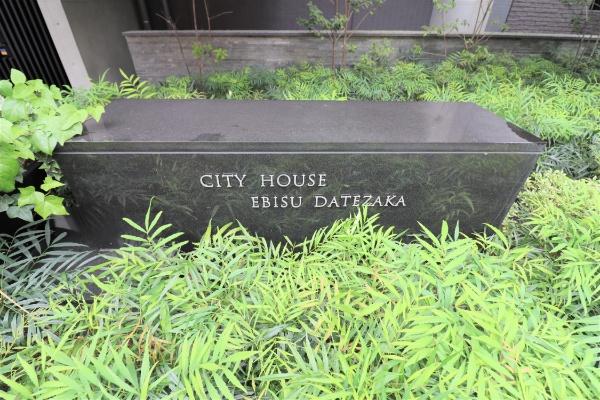 CITY HOUSE
EBISU DATEZAKA